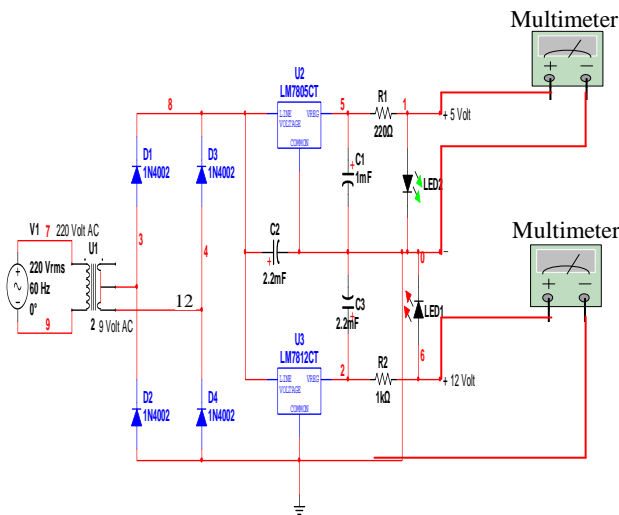 Multimeter
+ −
U2
LM7805CT
8
LINE VREG
VOLTAGE
COMMON
5
R1
220Ω
1
+ 5 Volt
D1
1N4002
D3
1N4002
+
C1
1mF
LED2
V1
7
220 Volt AC
U1
3
4
C2
+
2.2mF
0
−
Multimeter
+ −
220 Vrms
60 Hz
0°
12
C3
2.2mF
+
LED1
9
2
9 Volt AC
U3
LM7812CT
LINE VREG
VOLTAGE
COMMON
2
R2
1kΩ
6
+ 12 Volt
D2
1N4002
D4
1N4002